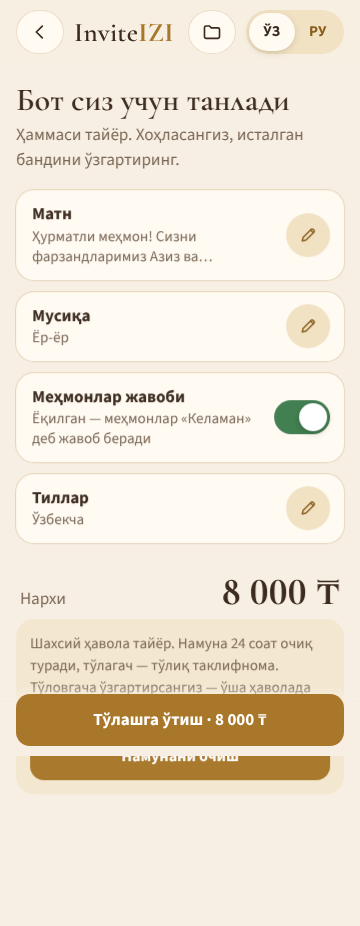 InviteIZI
ЎЗ
РУ
Бот сиз учун танлади
Ҳаммаси тайёр. Хоҳласангиз, исталган
бандини ўзгартиринг.
Матн
Ҳурматли меҳмон! Сизни
фарзандларимиз Азиз ва…
Мусиқа
Ёр-ёр
Меҳмонлар жавоби
Ёқилган — меҳмонлар «Келаман»
деб жавоб беради
Тиллар
Ўзбекча
Нархи
8 000 ₸
Шахсий ҳавола тайёр. Намуна 24 соат очиқ
туради, тўлагач — тўлиқ таклифнома.
Тўловгача ўзгартирсангиз — ўша ҳаволада
Тўлашга ўтиш · 8 000 ₸
Намунани очиш